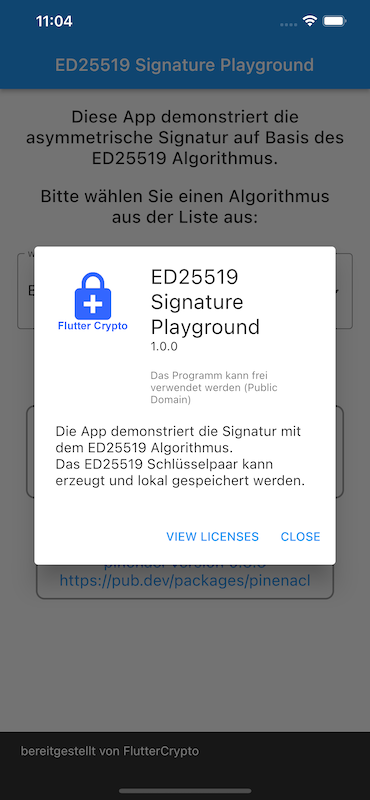 11:04
ED25519 Signature Playground
Diese App demonstriert die
asymmetrische Signatur auf Basis des
ED25519 Algorithmus.
Bitte wählen Sie einen Algorithmus
aus der Liste aus:
ED25519
Signature
Playground
1.0.0
Flutter Crypto
Das Programm kann frei
verwendet werden (Public
Domain)
Die App demonstriert die Signatur mit
dem ED25519 Algorithmus.
Das ED25519 Schlüsselpaar kann
erzeugt und lokal gespeichert werden.
VIEW LICENSES CLOSE
https://pub.dev/packages/pinenacl
bereitgestellt von FlutterCrypto